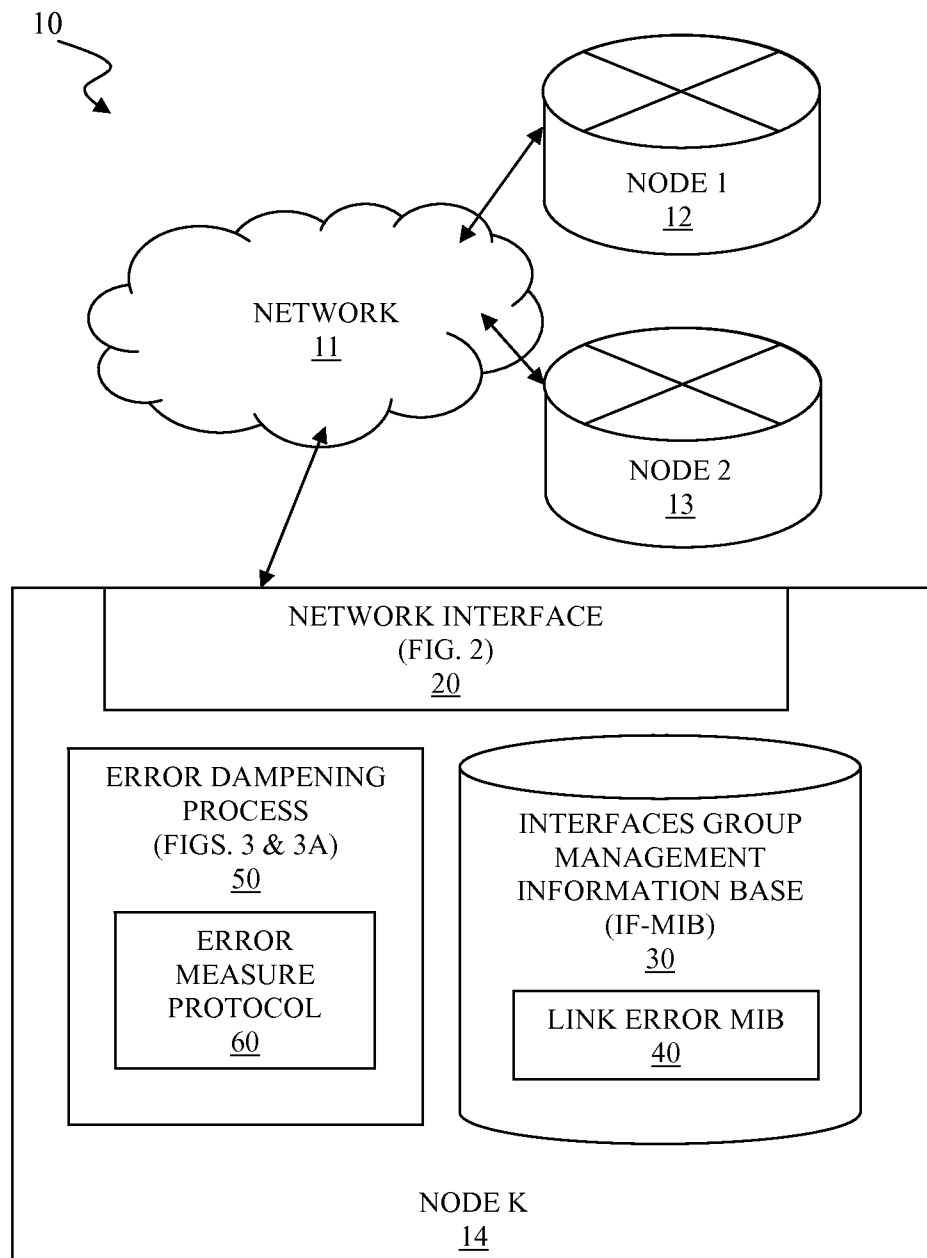 10
NODE 1
12
NETWORK
11
NODE 2
13
NETWORK INTERFACE
(FIG. 2)
20
ERROR DAMPENING
PROCESS
(FIGS. 3 & 3A)
50
ERROR
MEASURE
PROTOCOL
60
INTERFACES GROUP
MANAGEMENT
INFORMATION BASE
(IF-MIB)
30
LINK ERROR MIB
40
NODE K
14